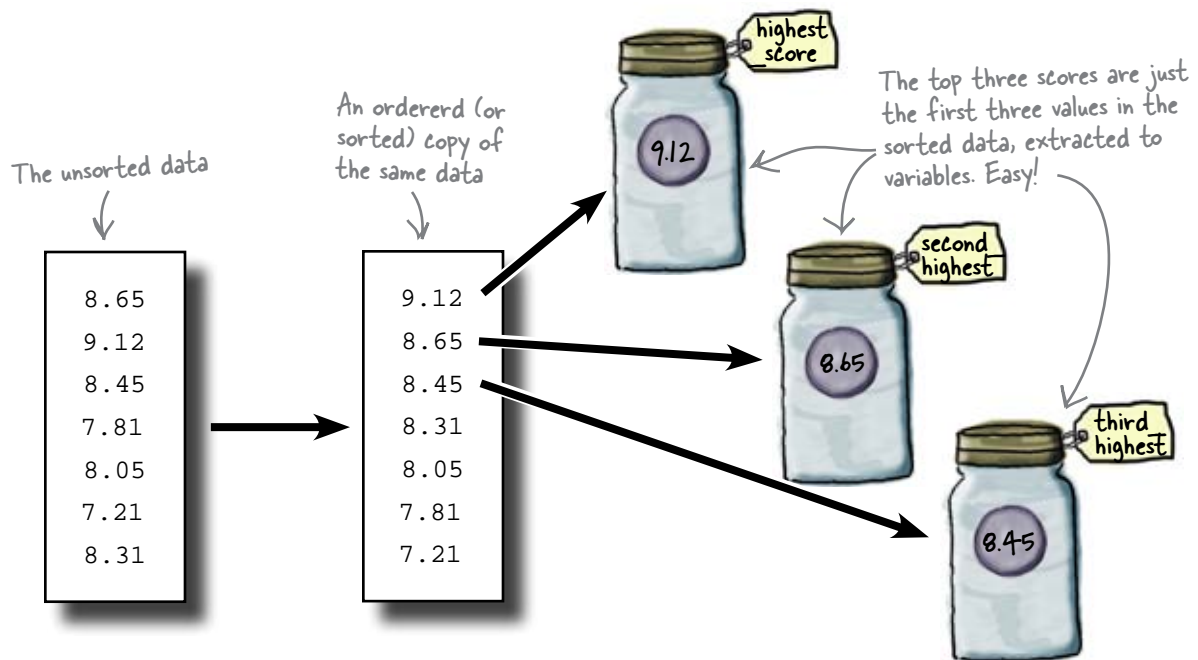 The unsorted data
8.65
9.12
8.45
7.81
8.05
7.21
8.31
An ordererd (or
sorted) copy of
the same data
9.12
8.65
8.45
8.31
8.05
7.81
7.21
highest
score
9.12
The top three scores are just
the first three values in the
sorted data, extracted to
variables. Easy!
second
highest
8.65
third
highest
8.45